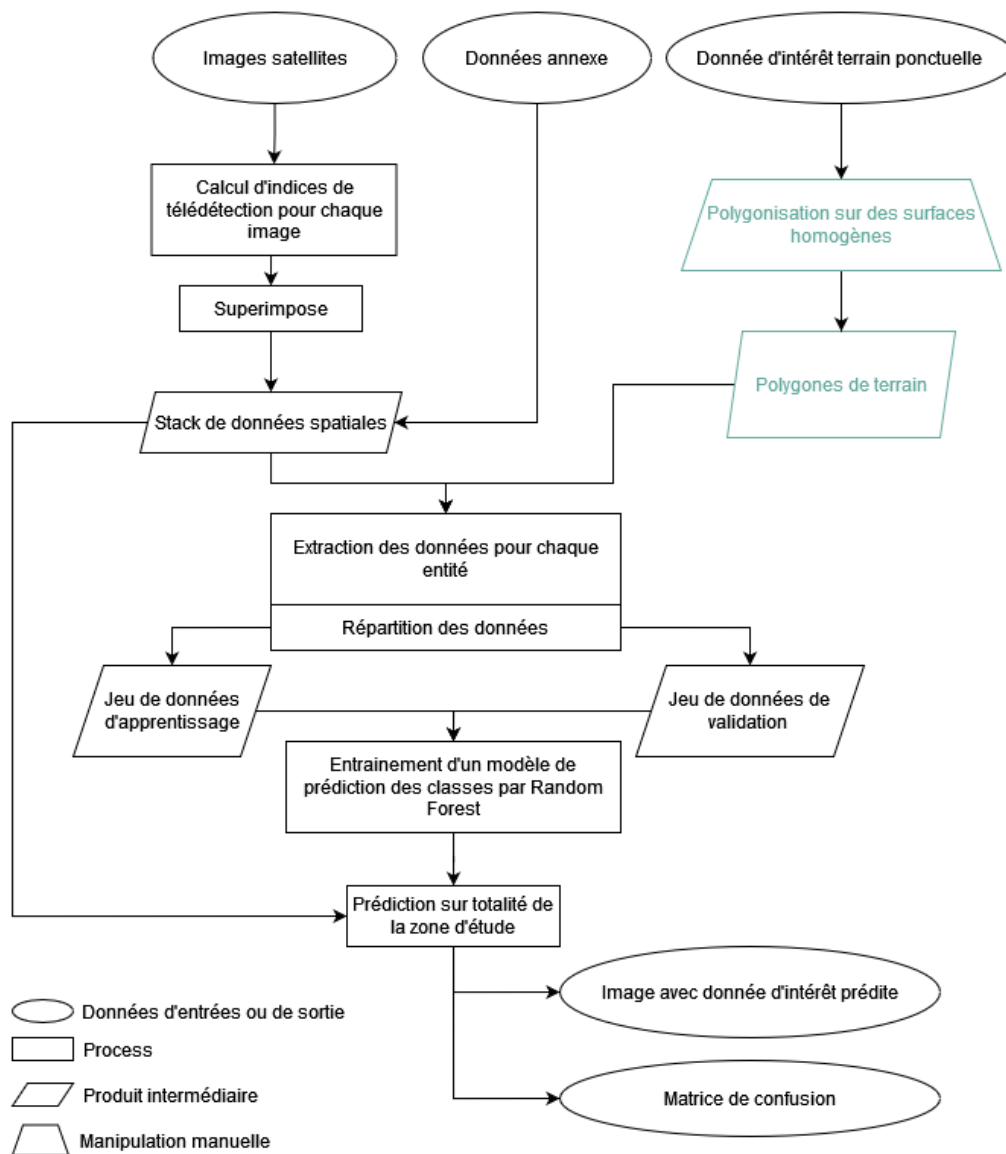 Images satellites
Données annexe
Donnée d'intérêt terrain ponctuelle
Calcul d'indices de
télédétection pour chaque
image
Polygonisation sur des surfaces
homogènes
Superimpose
Polygones de terrain
Stack de données spatiales
Extraction des données pour chaque
entité
Répartition des données
Jeu de données
d'apprentissage
Jeu de données de
validation
Entrainement d'un modèle de
prédiction des classes par Random
Forest
Prédiction sur totalité de
la zone d'étude
Image avec donnée d'intérêt prédite
Matrice de confusion
Données d'entrées ou de sortie
Process
Produit intermédiaire
Manipulation manuelle